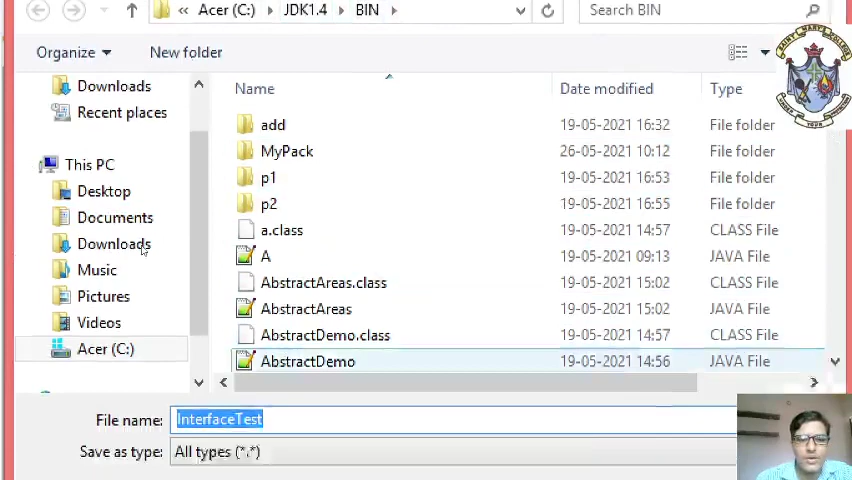 « Acer (C:) ▸ JDK1.4 ▸ BIN ▸ Search BIN
Organize New folder
Name Date modified Type
Downloads
Recent places
This PC
Desktop
Documents
Downloads
Music
Pictures
Videos
Acer (C:)
add 19-05-2021 16:32 File folder
MyPack 26-05-2021 10:12 File folder
p1 19-05-2021 16:53 File folder
p2 19-05-2021 16:55 File folder
a.class 19-05-2021 14:57 CLASS File
A 19-05-2021 09:13 JAVA File
AbstractAreas.class 19-05-2021 15:02 CLASS File
AbstractAreas 19-05-2021 15:02 JAVA File
AbstractDemo.class 19-05-2021 14:57 CLASS File
AbstractDemo 19-05-2021 14:56 JAVA File
File name: InterfaceTest
Save as type: All types (*.*)
SAINT MARY'S COLLEGE